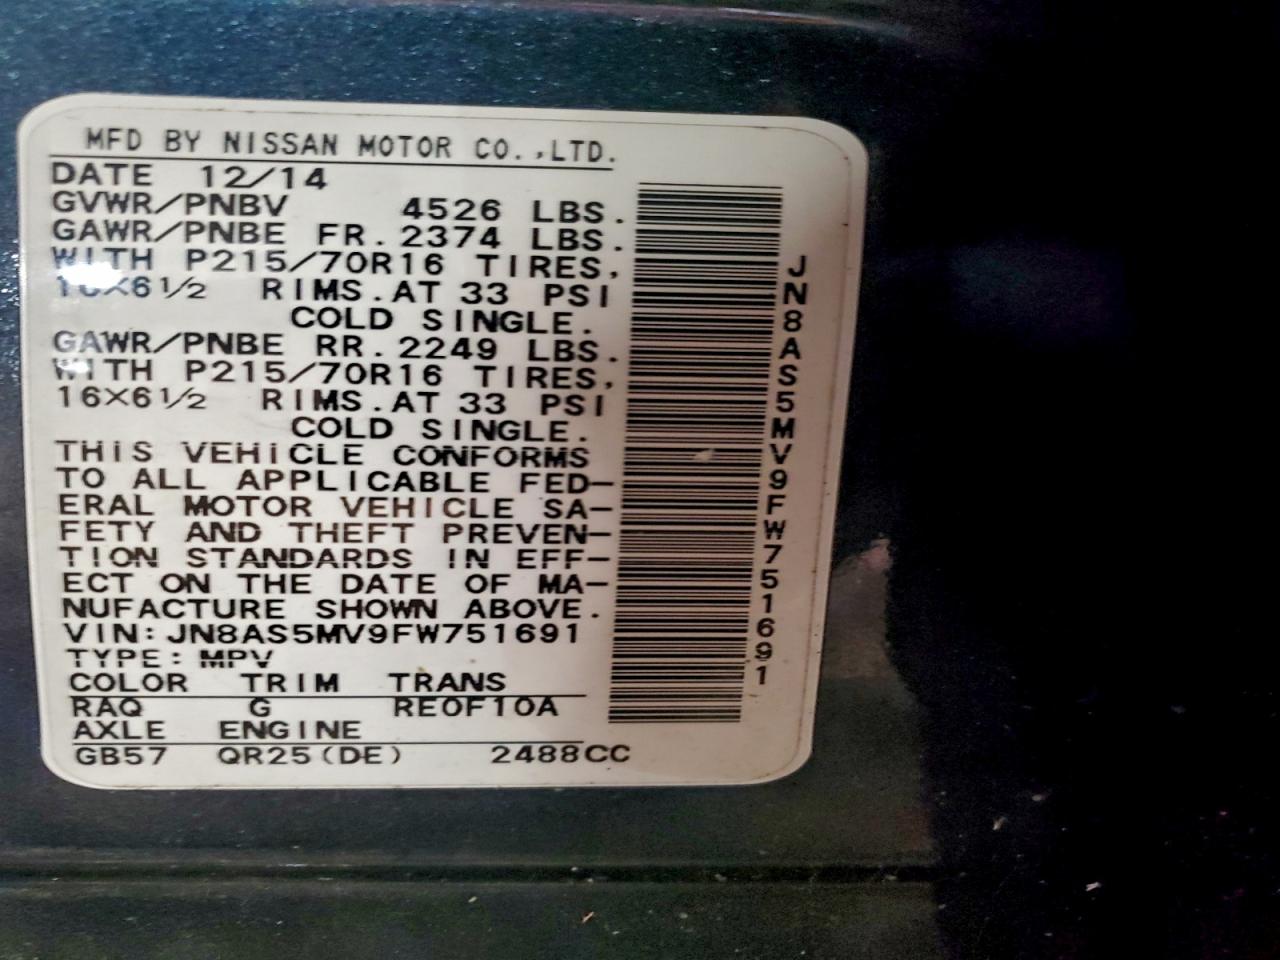 MFD BY NISSAN MOTOR CO.,LTD.
DATE 12/14
GVWR/PNBV 4526 LBS.
GAWR/PNBE FR. 2374 LBS.
WITH P215/70R16 TIRES,
16X6 1/2 RIMS. AT 33 PSI
COLD SINGLE.
GAWR/PNBE RR. 2249 LBS.
WITH P215/70R16 TIRES,
16X6 1/2 RIMS. AT 33 PSI
COLD SINGLE.
THIS VEHICLE CONFORMS
TO ALL APPLICABLE FED-
ERAL MOTOR VEHICLE SA-
FETY AND THEFT PREVEN-
TION STANDARDS IN EFF-
ECT ON THE DATE OF MA-
NUFACTURE SHOWN ABOVE.
VIN: JN8AS5MV9FW751691
TYPE: MPV
COLOR TRIM TRANS
RAQ G RE0F10A
AXLE ENGINE
GB57 QR25(DE) 2488CC
JN8AS5MV9FW751691